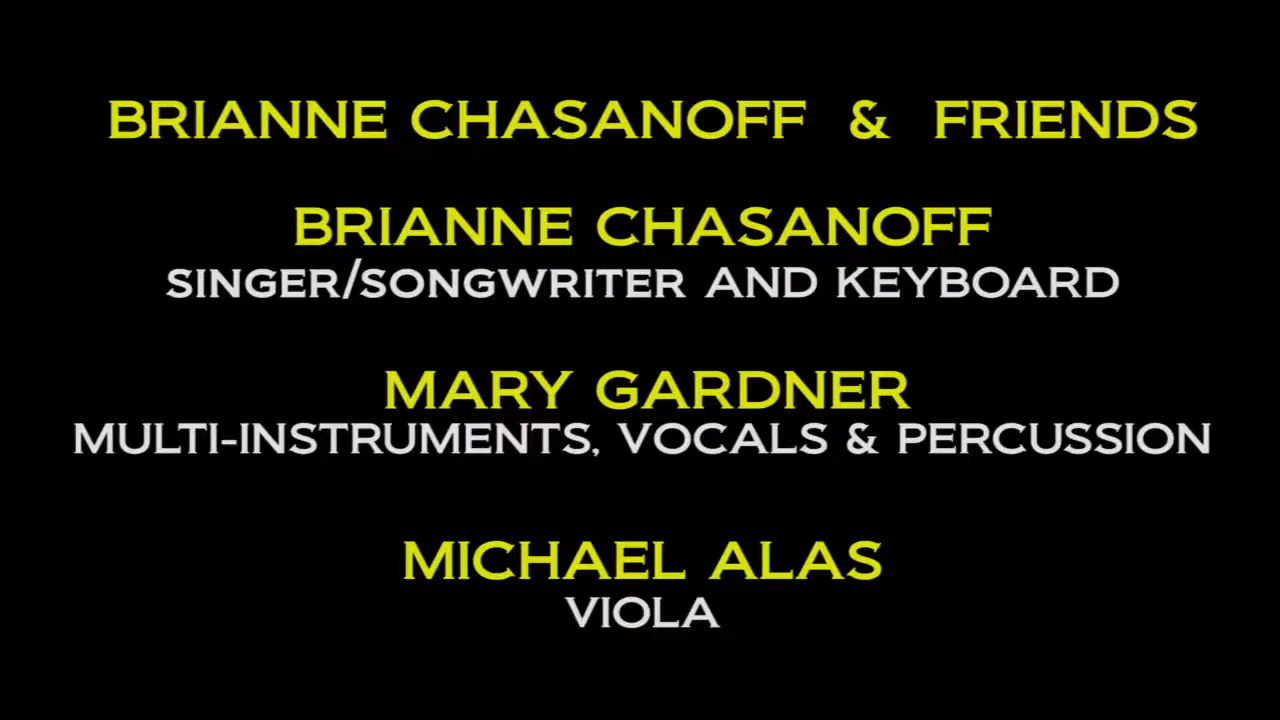 BRIANNE CHASANOFF & FRIENDS
BRIANNE CHASANOFF
SINGER/SONGWRITER AND KEYBOARD
MARY GARDNER
MULTI-INSTRUMENTS, VOCALS & PERCUSSION
MICHAEL ALAS
VIOLA